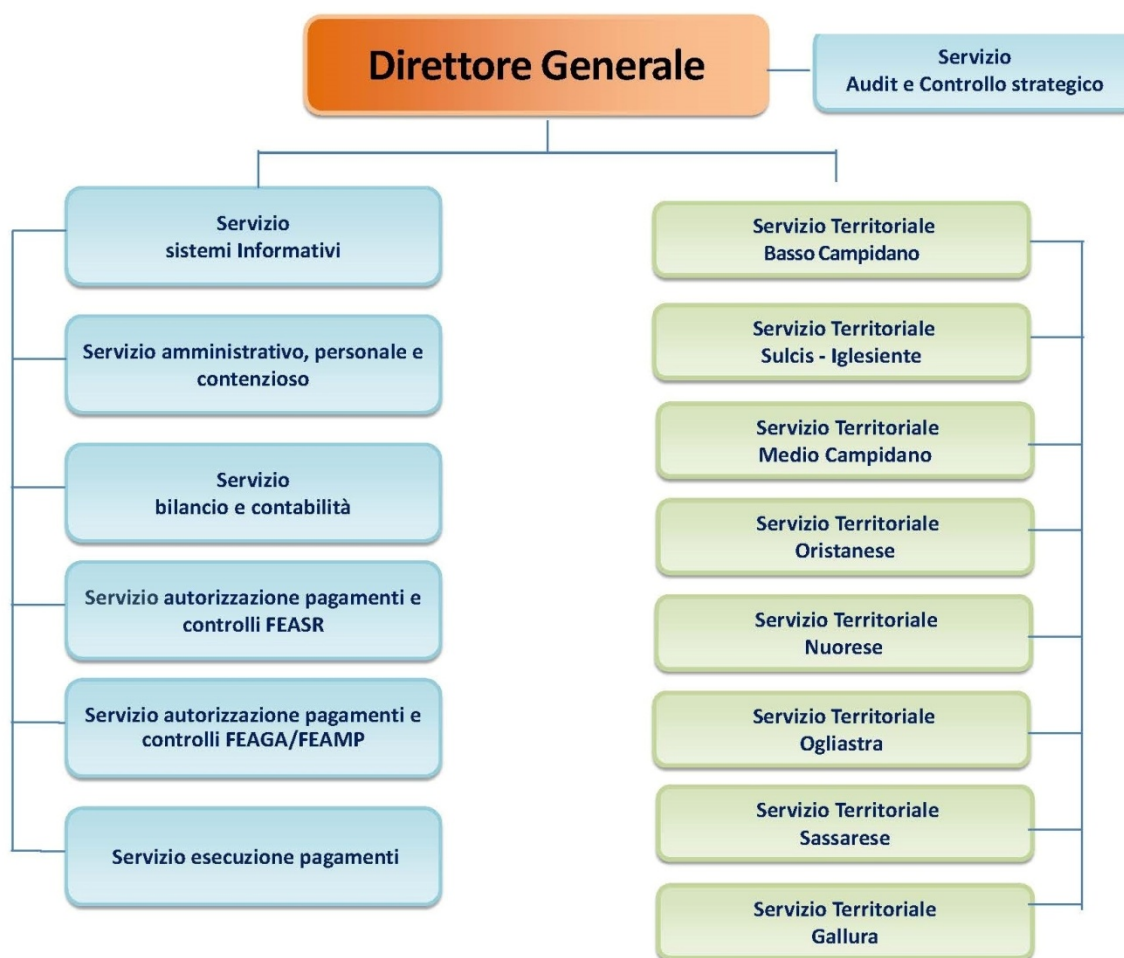 Direttore Generale
Servizio
Audit e Controllo strategico
Servizio
sistemi Informativi
Servizio amministrativo, personale e
contenzioso
Servizio
bilancio e contabilità
Servizio autorizzazione pagamenti e
controlli FEASR
Servizio autorizzazione pagamenti e
controlli FEAGA/FEAMP
Servizio esecuzione pagamenti
Servizio Territoriale
Basso Campidano
Servizio Territoriale
Sulcis - Iglesiente
Servizio Territoriale
Medio Campidano
Servizio Territoriale
Oristanese
Servizio Territoriale
Nuorese
Servizio Territoriale
Ogliastra
Servizio Territoriale
Sassarese
Servizio Territoriale
Gallura